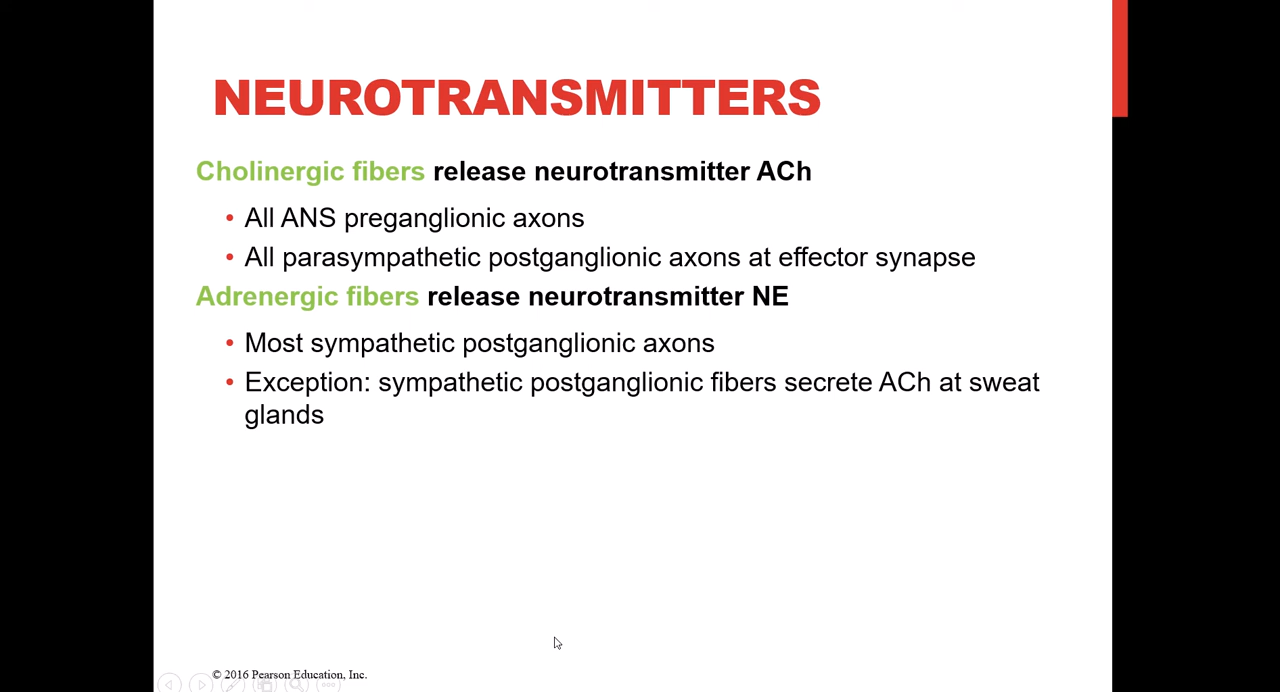 NEUROTRANSMITTERS
Cholinergic fibers release neurotransmitter ACh
• All ANS preganglionic axons
• All parasympathetic postganglionic axons at effector synapse
Adrenergic fibers release neurotransmitter NE
• Most sympathetic postganglionic axons
• Exception: sympathetic postganglionic fibers secrete ACh at sweat
glands
© 2016 Pearson Education, Inc.